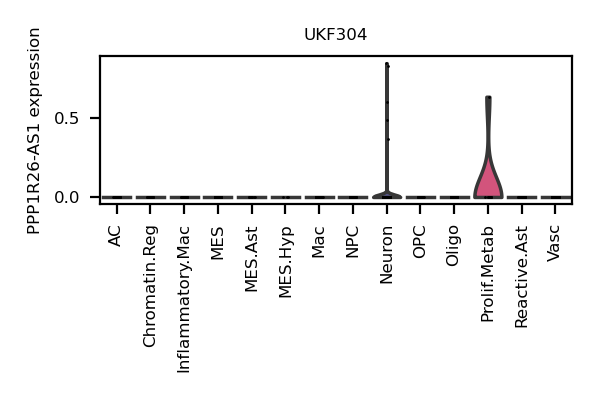 UKF304
PPP1R26-AS1 expression
0.5
0.0
AC
Chromatin.Reg
Inflammatory.Mac
MES
MES.Ast
MES.Hyp
Mac
NPC
Neuron
OPC
Oligo
Prolif.Metab
Reactive.Ast
Vasc